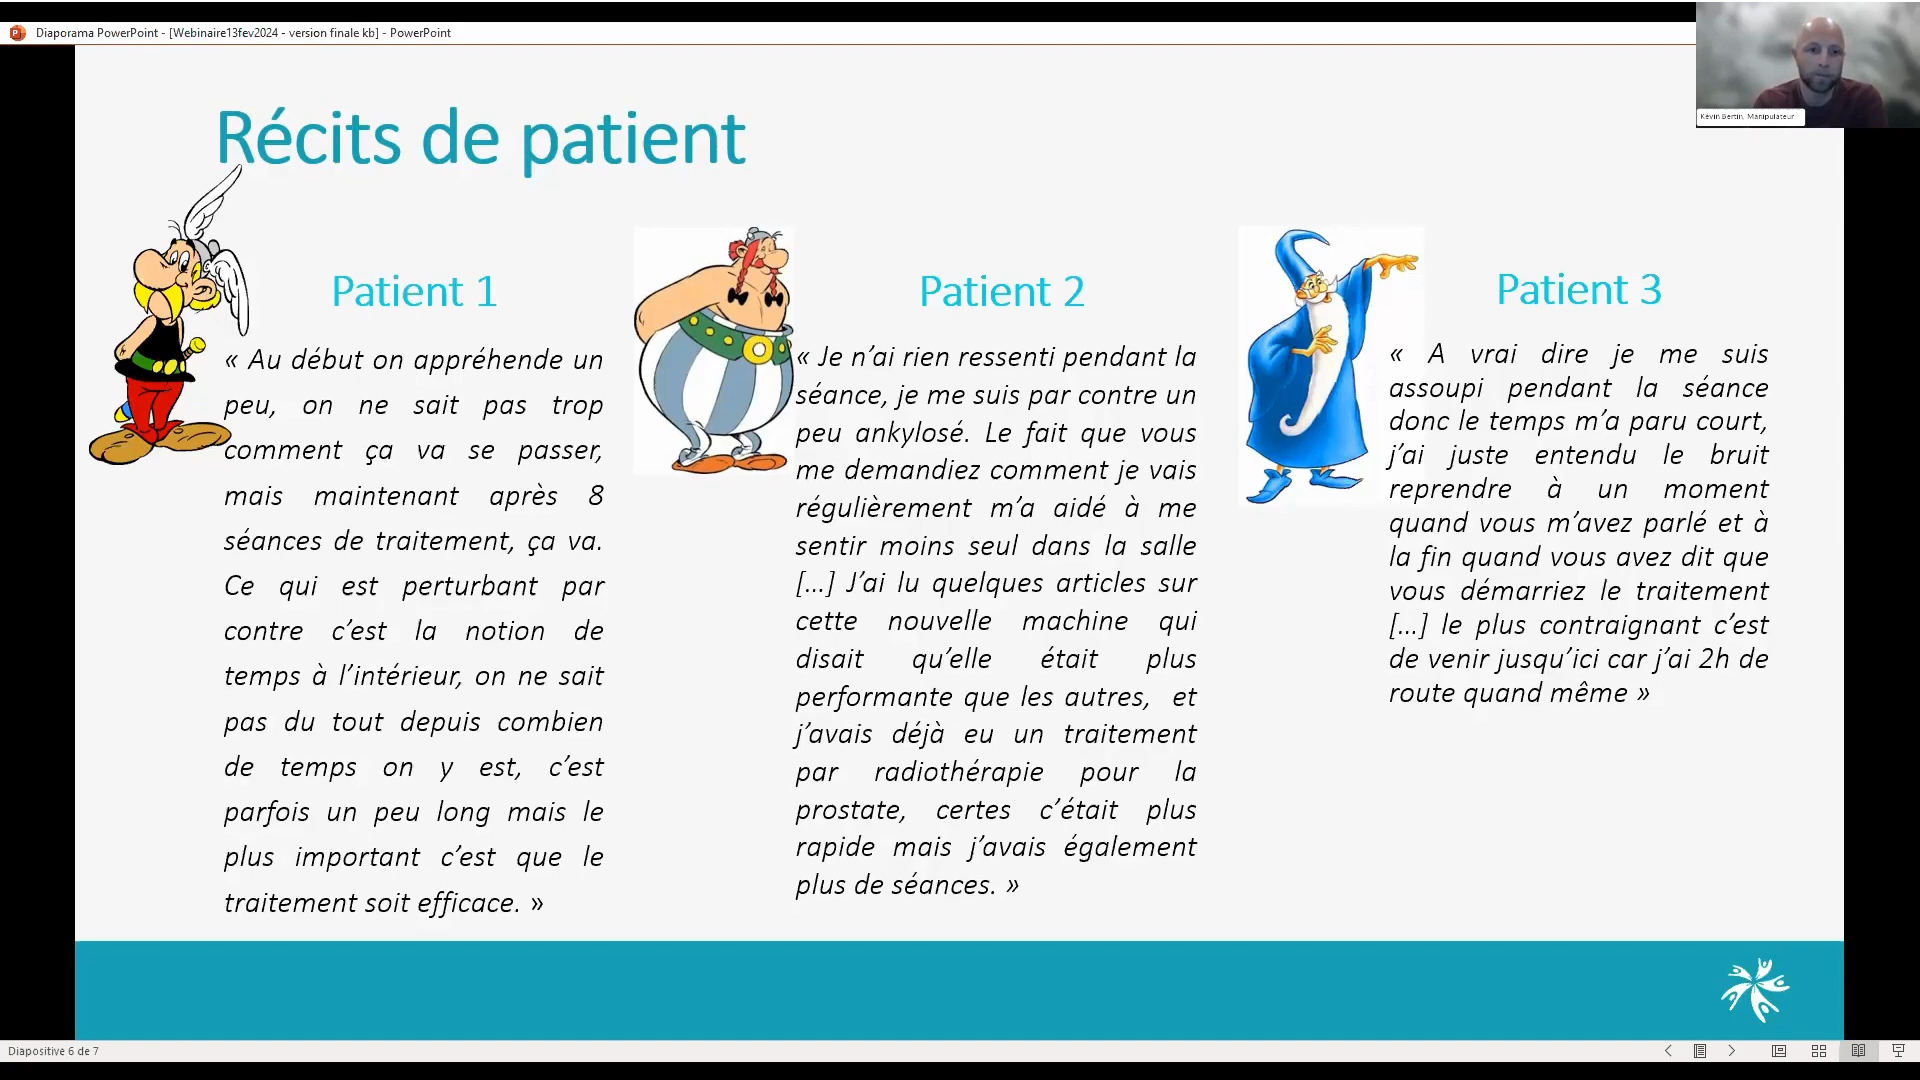 Diaporama PowerPoint - [Webinaire13fev2024 - version finale kb] - PowerPoint
Kévin Bertin, Manipulateur
Récits de patient
Patient 1
« Au début on appréhende un
peu, on ne sait pas trop
comment ça va se passer,
mais maintenant après 8
séances de traitement, ça va.
Ce qui est perturbant par
contre c’est la notion de
temps à l’intérieur, on ne sait
pas du tout depuis combien
de temps on y est, c’est
parfois un peu long mais le
plus important c’est que le
traitement soit efficace. »
Patient 2
« Je n’ai rien ressenti pendant la
séance, je me suis par contre un
peu ankylosé. Le fait que vous
me demandiez comment je vais
régulièrement m’a aidé à me
sentir moins seul dans la salle
[…] J’ai lu quelques articles sur
cette nouvelle machine qui
disait qu’elle était plus
performante que les autres, et
j’avais déjà eu un traitement
par radiothérapie pour la
prostate, certes c’était plus
rapide mais j’avais également
plus de séances. »
Patient 3
« A vrai dire je me suis
assoupi pendant la séance
donc le temps m’a paru court,
j’ai juste entendu le bruit
reprendre à un moment
quand vous m’avez parlé et à
la fin quand vous avez dit que
vous démarriez le traitement
[…] le plus contraignant c’est
de venir jusqu’ici car j’ai 2h de
route quand même »
Diapositive 6 de 7